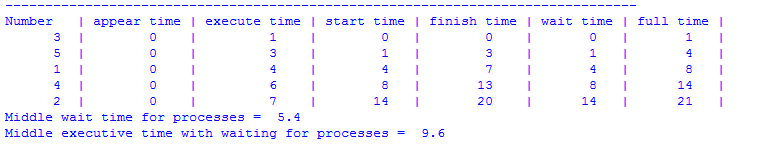 -------------------------------------------------------------------------------
Number   | appear time | execute time | start time | finish time | wait time | full time |
      3  |        0    |         1    |        0   |         0   |       0   |       1   |
      5  |        0    |         3    |        1   |         3   |       1   |       4   |
      1  |        0    |         4    |        4   |         7   |       4   |       8   |
      4  |        0    |         6    |        8   |        13   |       8   |      14   |
      2  |        0    |         7    |       14   |        20   |      14   |      21   |
Middle wait time for processes =  5.4
Middle executive time with waiting for processes =  9.6